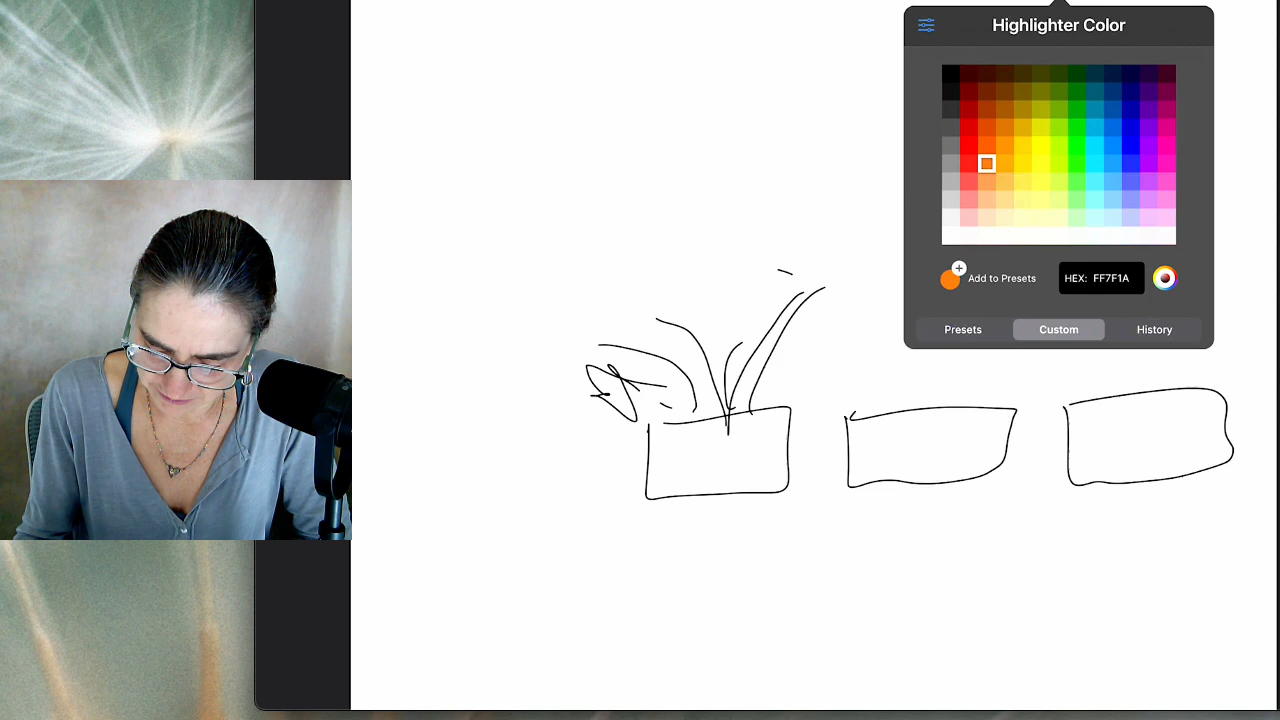 Highlighter Color
Add to Presets
HEX: FF7F1A
Presets
Custom
History